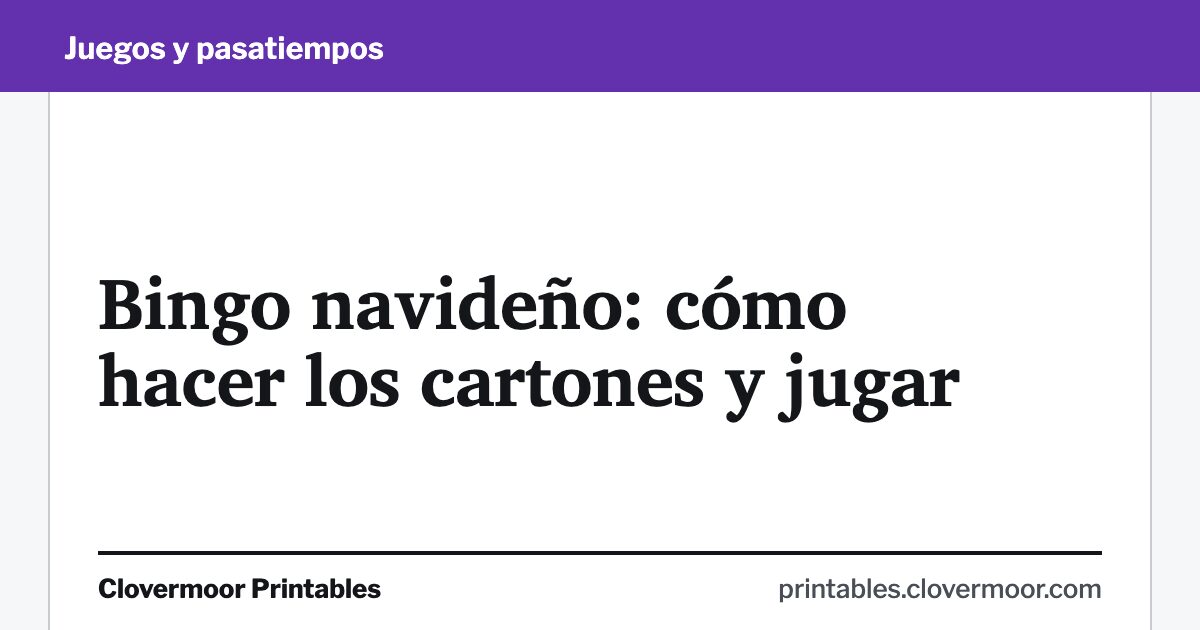 Juegos y pasatiempos
Bingo navideño: cómo
hacer los cartones y jugar
Clovermoor Printables
printables.clovermoor.com